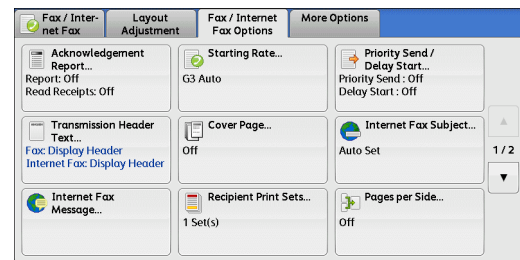 Fax / Inter-
net Fax
Layout
Adjustment
Fax / Internet
Fax Options
More Options
Acknowledgement
Report...
Report: Off
Read Receipts: Off
Starting Rate...
G3 Auto
Priority Send /
Delay Start...
Priority Send : Off
Delay Start : Off
Transmission Header
Text...
Fax: Display Header
Internet Fax: Display Header
Cover Page...
Off
Internet Fax Subject...
Auto Set
1 / 2
Internet Fax
Message...
Recipient Print Sets...
1 Set(s)
Pages per Side...
Off